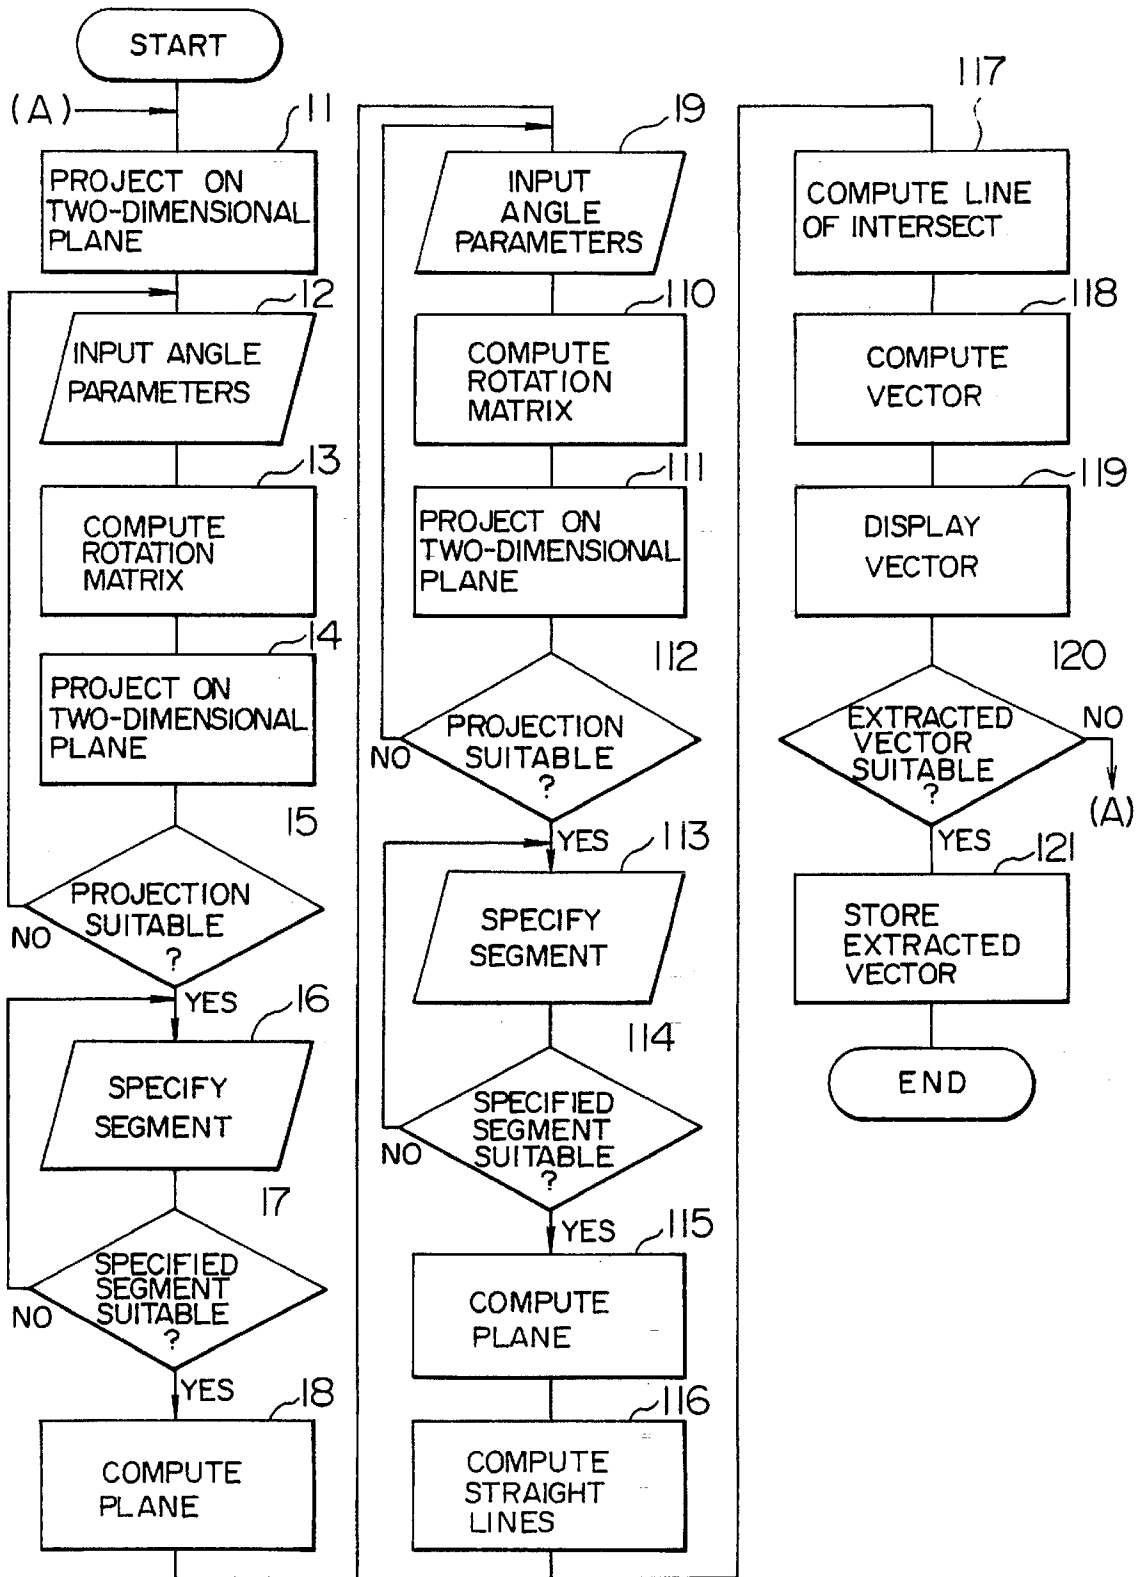 START
(A)
11
PROJECT ON
TWO-DIMENSIONAL
PLANE
12
INPUT ANGLE
PARAMETERS
13
COMPUTE
ROTATION
MATRIX
14
PROJECT ON
TWO-DIMENSIONAL
PLANE
15
PROJECTION
SUITABLE
?
NO
YES
16
SPECIFY
SEGMENT
17
SPECIFIED
SEGMENT
SUITABLE
?
NO
YES
18
COMPUTE
PLANE
19
INPUT
ANGLE
PARAMETERS
110
COMPUTE
ROTATION
MATRIX
111
PROJECT ON
TWO-DIMENSIONAL
PLANE
112
PROJECTION
SUITABLE
?
NO
YES
113
SPECIFY
SEGMENT
114
SPECIFIED
SEGMENT
SUITABLE
?
NO
YES
115
COMPUTE
PLANE
116
COMPUTE
STRAIGHT
LINES
117
COMPUTE LINE
OF INTERSECT
118
COMPUTE
VECTOR
119
DISPLAY
VECTOR
120
EXTRACTED
VECTOR
SUITABLE
?
NO
(A)
YES
121
STORE
EXTRACTED
VECTOR
END